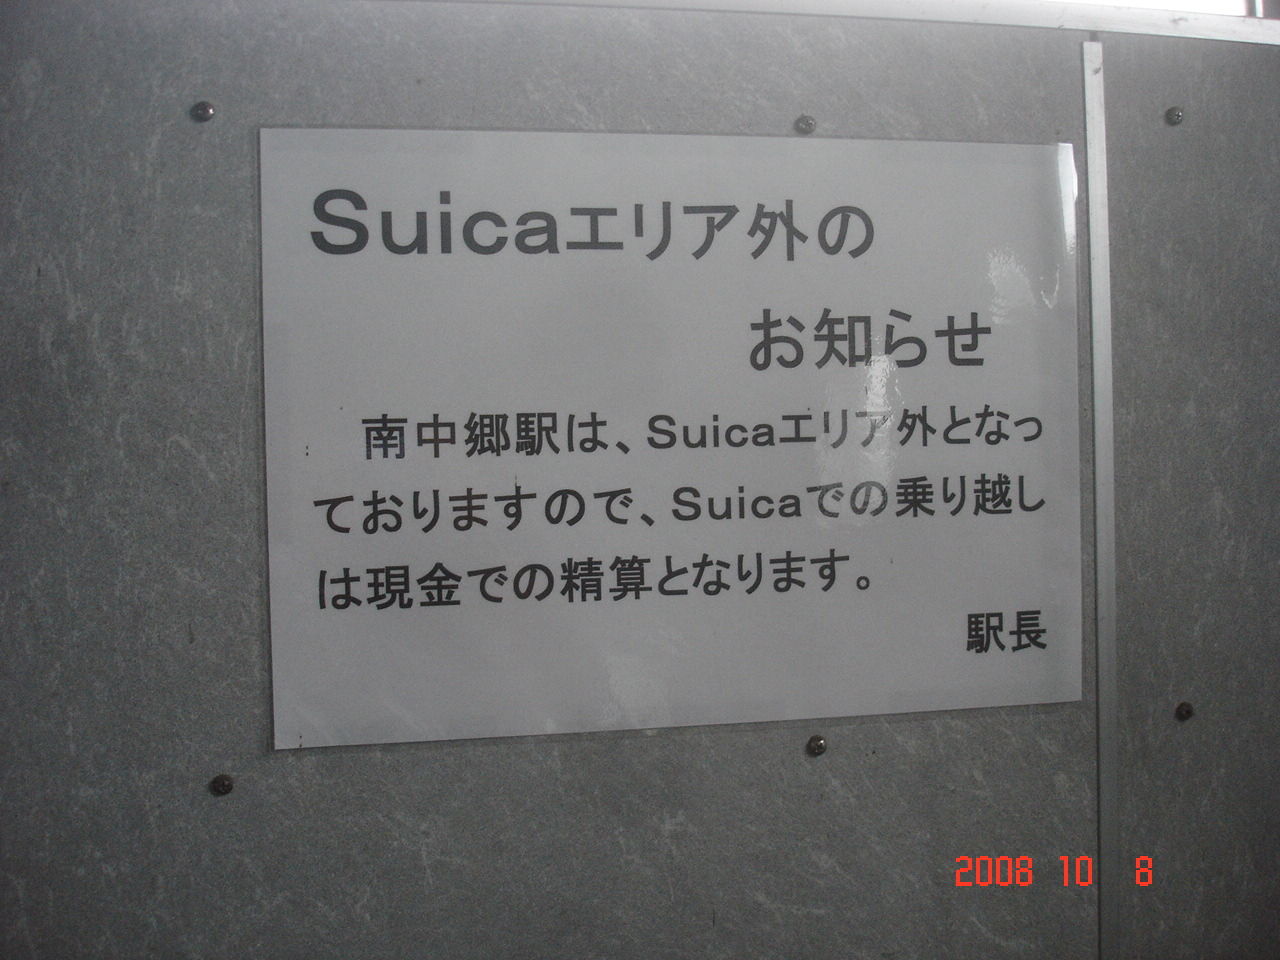 Suicaエリア外の
お知らせ
南中郷駅は、Suicaエリア外となっ
ておりますので、Suicaでの乗り越し
は現金での精算となります。
駅長
2008 10 8